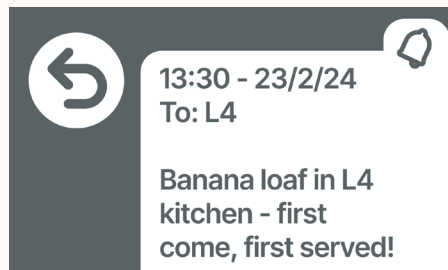 13:30 - 23/2/24
To: L4
Banana loaf in L4
kitchen - first
come, first served!